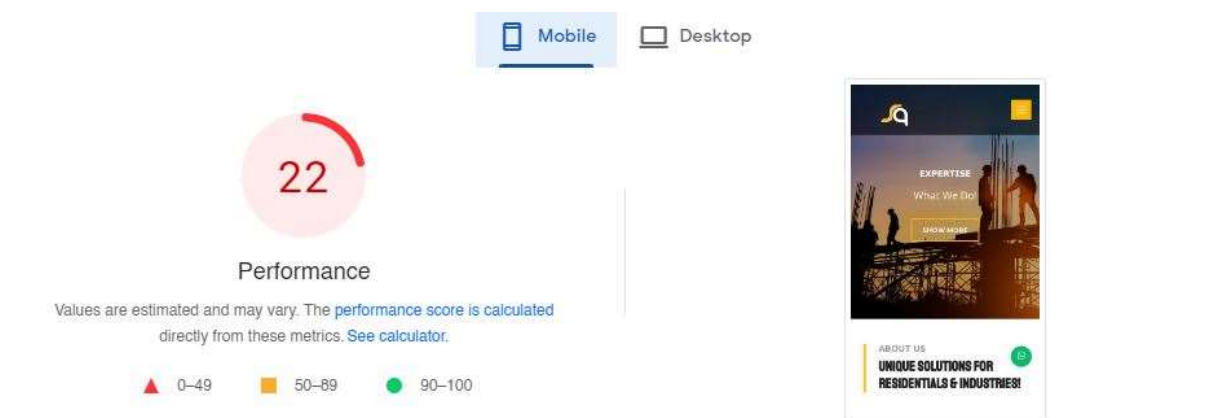 Mobile
Desktop
22
Performance
Values are estimated and may vary. The performance score is calculated
directly from these metrics. See calculator.
0–49
50–89
90–100
EXPERTISE
What We Do!
SHOW MORE
ABOUT US
UNIQUE SOLUTIONS FOR
RESIDENTIALS & INDUSTRIES!